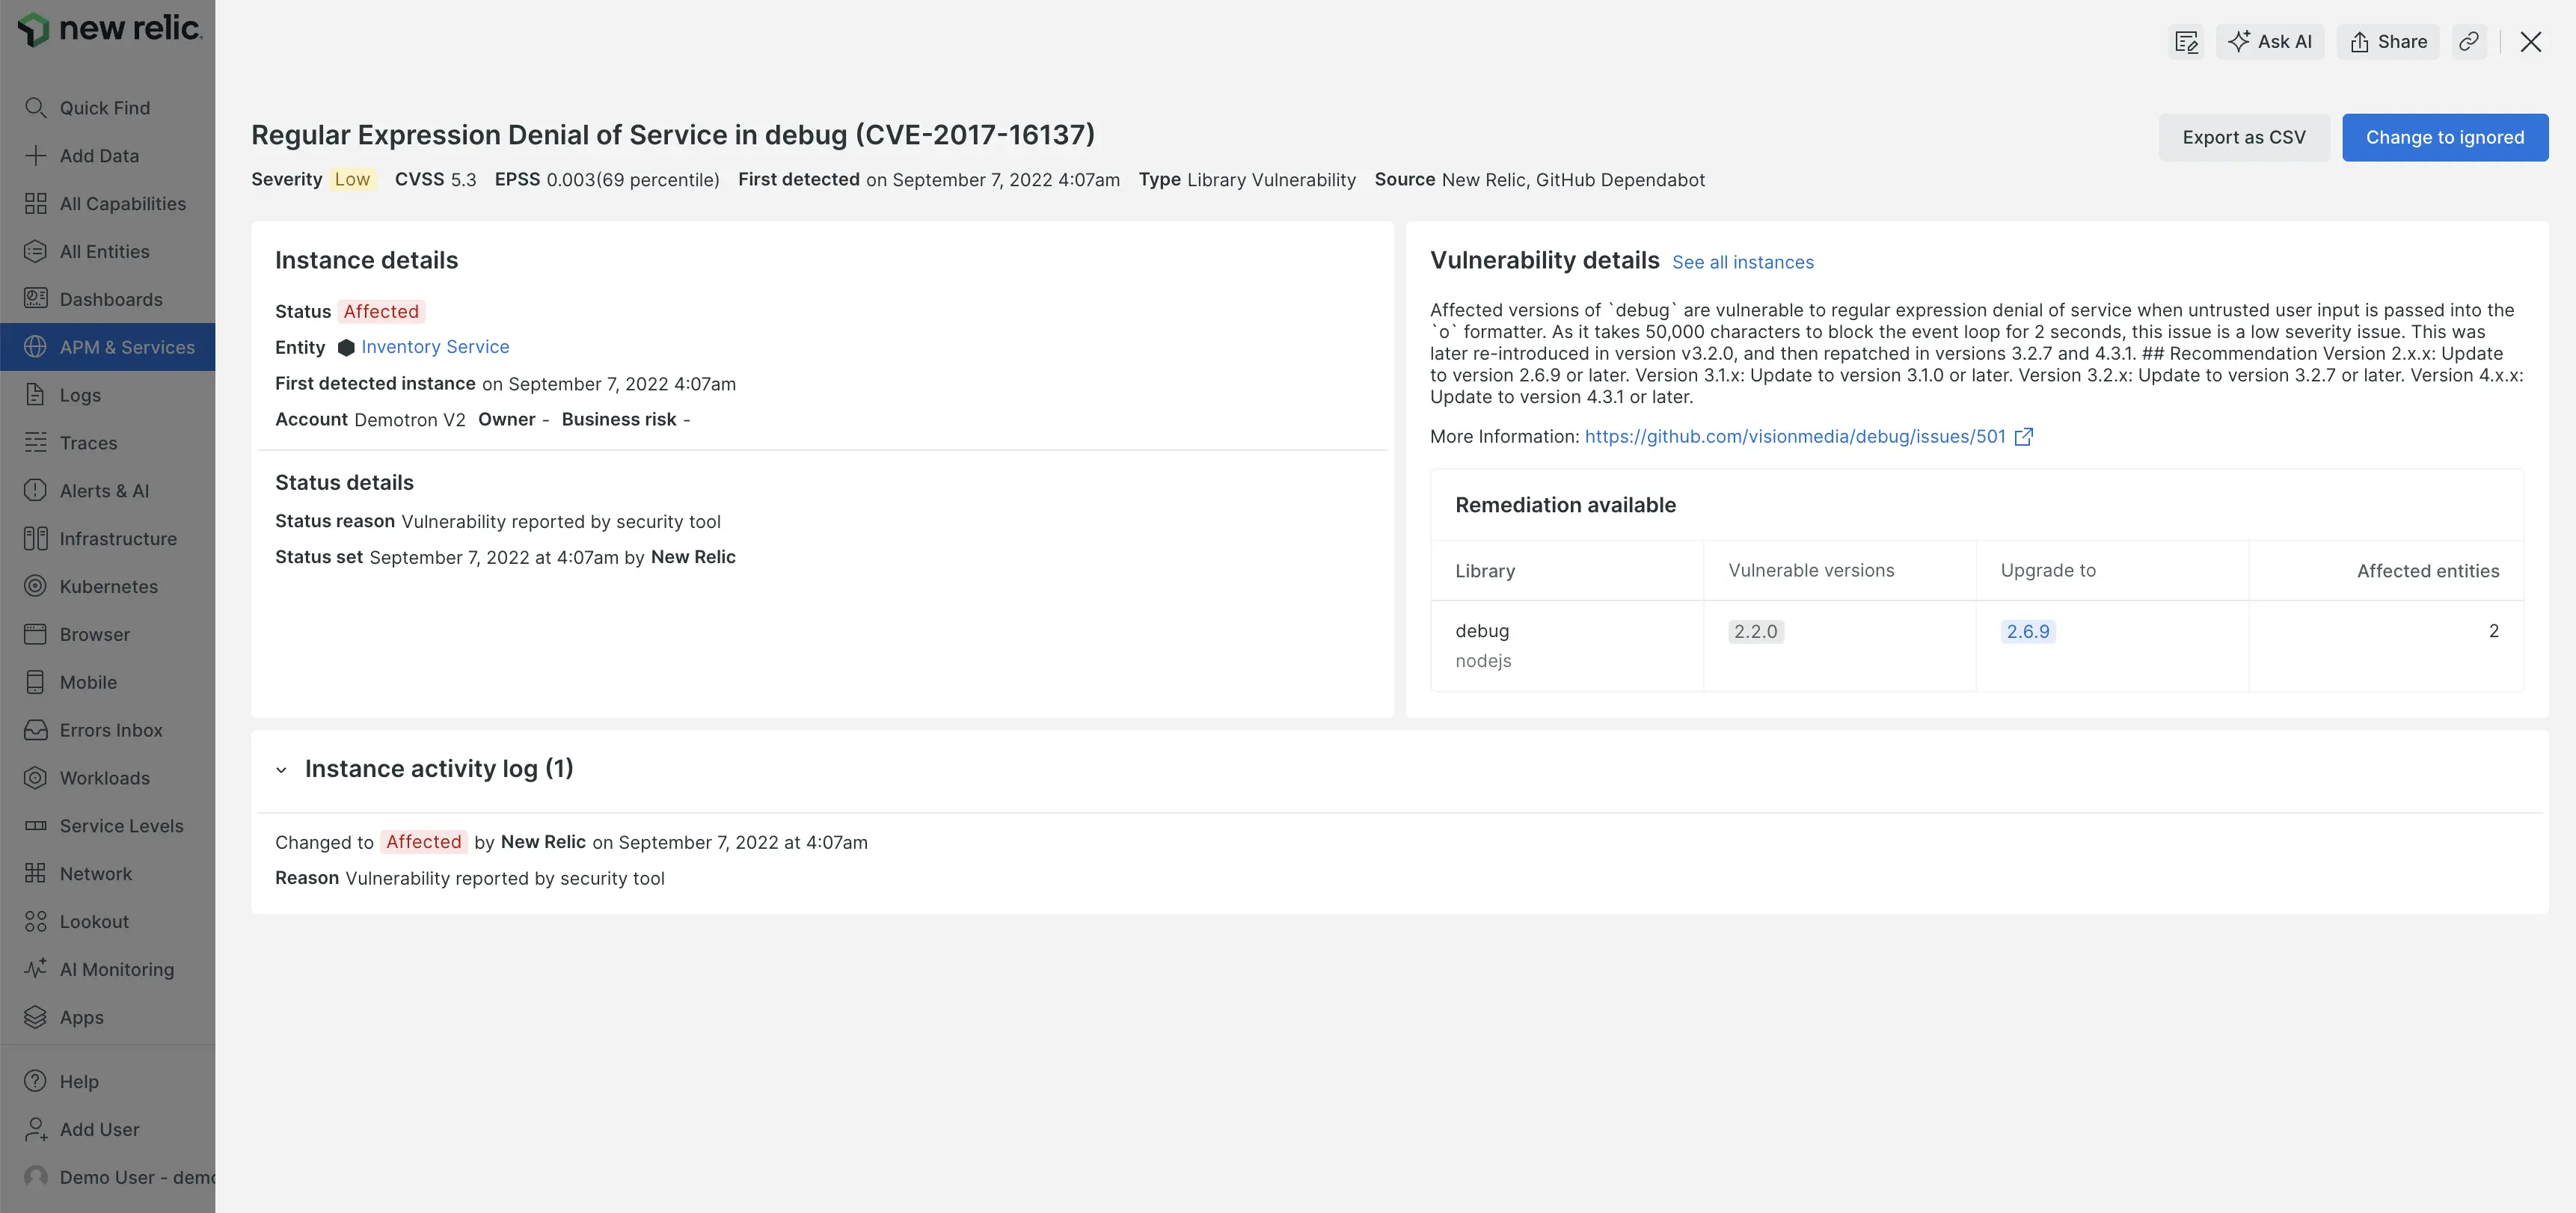 new relic.
Quick Find
Add Data
All Capabilities
All Entities
Dashboards
APM & Services
Logs
Traces
Alerts & AI
Infrastructure
Kubernetes
Browser
Mobile
Errors Inbox
Workloads
Service Levels
Network
Lookout
AI Monitoring
Apps
Help
Add User
Demo User - demo
Ask AI
Share
Regular Expression Denial of Service in debug (CVE-2017-16137)
Export as CSV
Change to ignored
Severity Low CVSS 5.3 EPSS 0.003(69 percentile) First detected on September 7, 2022 4:07am Type Library Vulnerability Source New Relic, GitHub Dependabot
Instance details
Status Affected
Entity Inventory Service
First detected instance on September 7, 2022 4:07am
Account Demotron V2 Owner - Business risk -
Status details
Status reason Vulnerability reported by security tool
Status set September 7, 2022 at 4:07am by New Relic
Vulnerability details See all instances
Affected versions of `debug` are vulnerable to regular expression denial of service when untrusted user input is passed into the
`o` formatter. As it takes 50,000 characters to block the event loop for 2 seconds, this issue is a low severity issue. This was
later re-introduced in version v3.2.0, and then repatched in versions 3.2.7 and 4.3.1. ## Recommendation Version 2.x.x: Update
to version 2.6.9 or later. Version 3.1.x: Update to version 3.1.0 or later. Version 3.2.x: Update to version 3.2.7 or later. Version 4.x.x:
Update to version 4.3.1 or later.
More Information: https://github.com/visionmedia/debug/issues/501
Remediation available
Library Vulnerable versions Upgrade to Affected entities
debug 2.2.0 2.6.9 2
nodejs
Instance activity log (1)
Changed to Affected by New Relic on September 7, 2022 at 4:07am
Reason Vulnerability reported by security tool